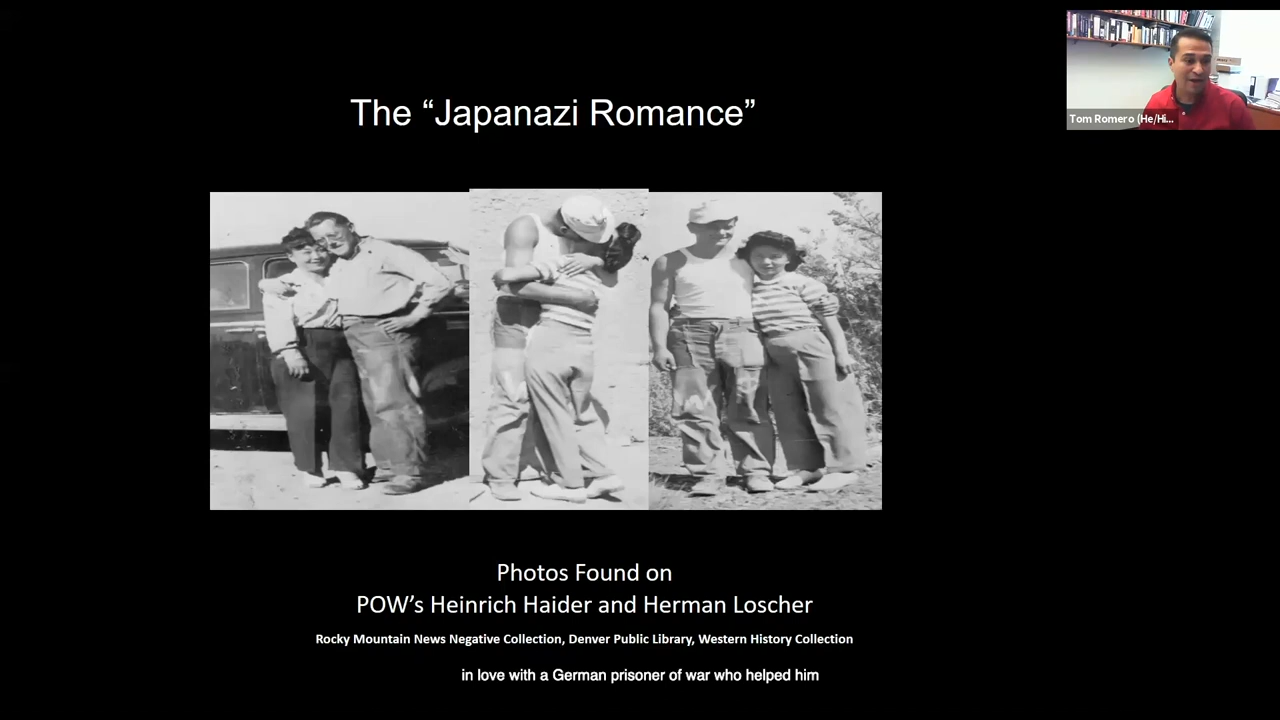 The “Japanazi Romance”
Tom Romero (He/Hi...
Photos Found on
POW’s Heinrich Haider and Herman Loscher
Rocky Mountain News Negative Collection, Denver Public Library, Western History Collection
in love with a German prisoner of war who helped him